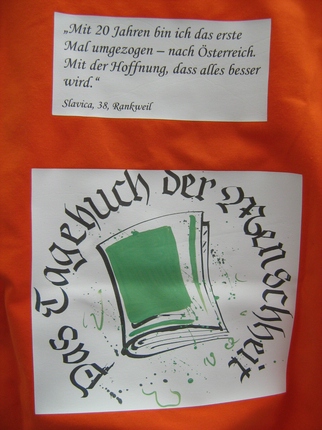 „Mit 20 Jahren bin ich das erste
Mal umgezogen – nach Österreich.
Mit der Hoffnung, dass alles besser
wird.“
Slavica, 38, Rankweil
Das Tagebuch der Menschheit